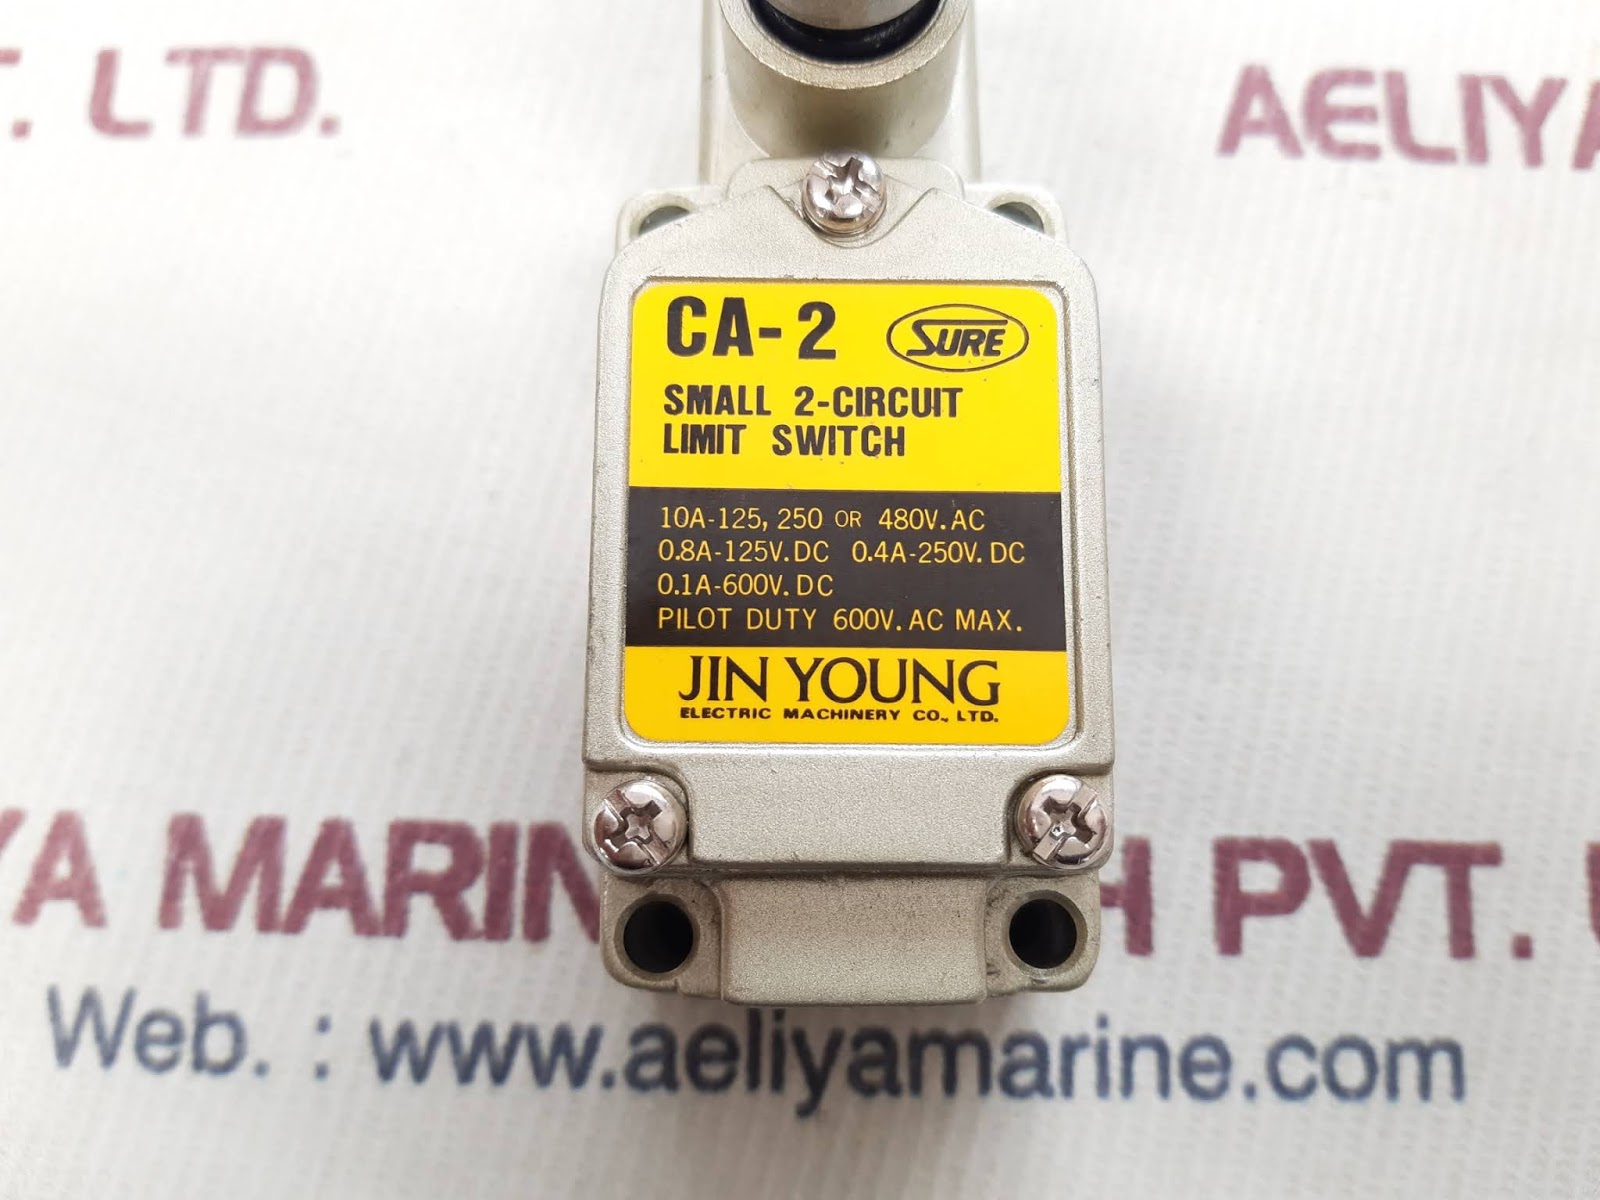 T. LTD.
AELIYA
CA-2
SURE
SMALL 2-CIRCUIT
LIMIT SWITCH
10A-125, 250 OR 480V. AC
0.8A-125V. DC 0.4A-250V. DC
0.1A-600V. DC
PILOT DUTY 600V. AC MAX.
JIN YOUNG
ELECTRIC MACHINERY CO., LTD.
YA MARIN H PVT.
Web. : www.aeliyamarine.com